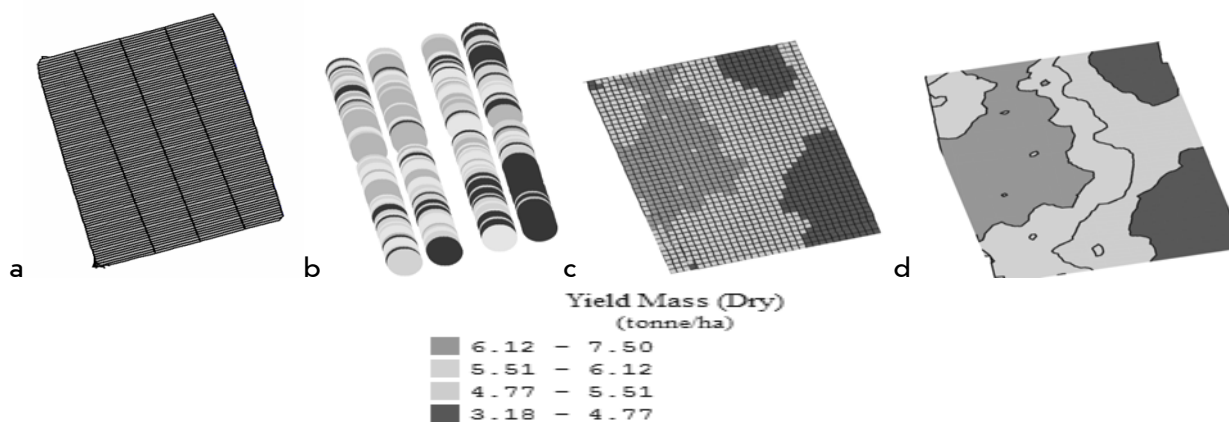 a
b
c
d
Yield Mass (Dry)
(tonne/ha)
6.12 - 7.50
5.51 - 6.12
4.77 - 5.51
3.18 - 4.77